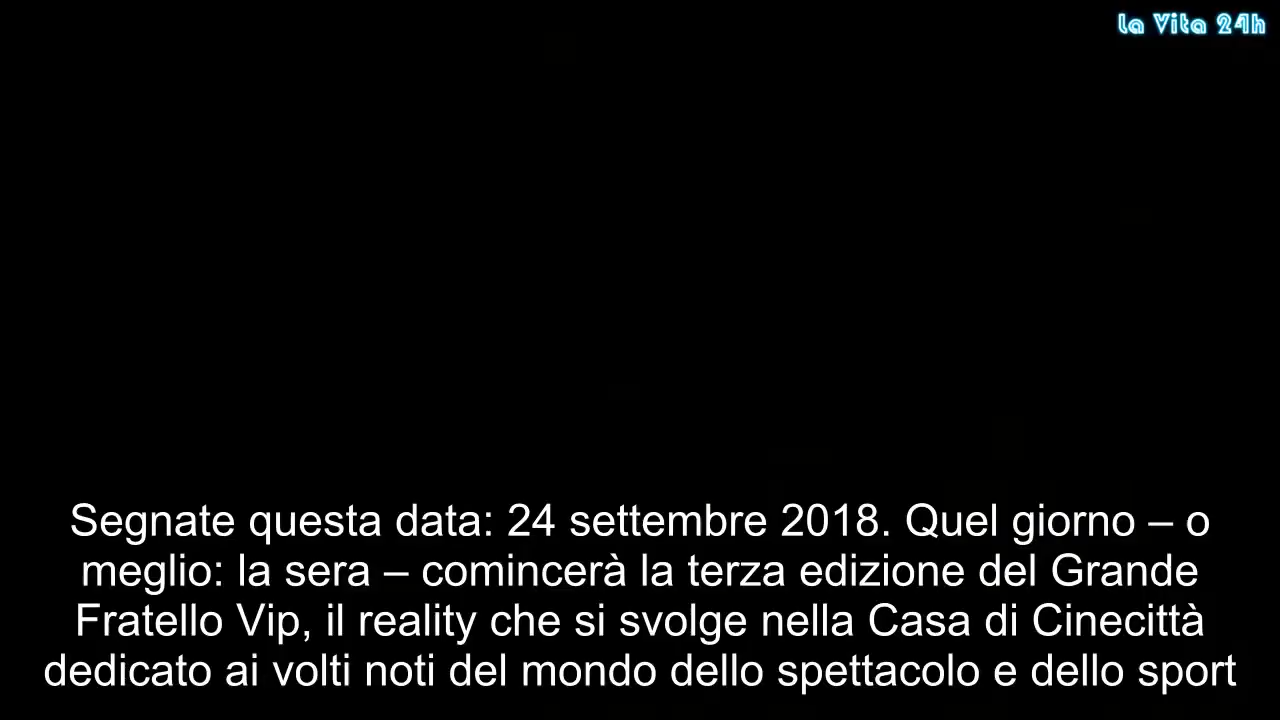 La Vita 24h
Segnate questa data: 24 settembre 2018. Quel giorno – o
meglio: la sera – comincerà la terza edizione del Grande
Fratello Vip, il reality che si svolge nella Casa di Cinecittà
dedicato ai volti noti del mondo dello spettacolo e dello sport